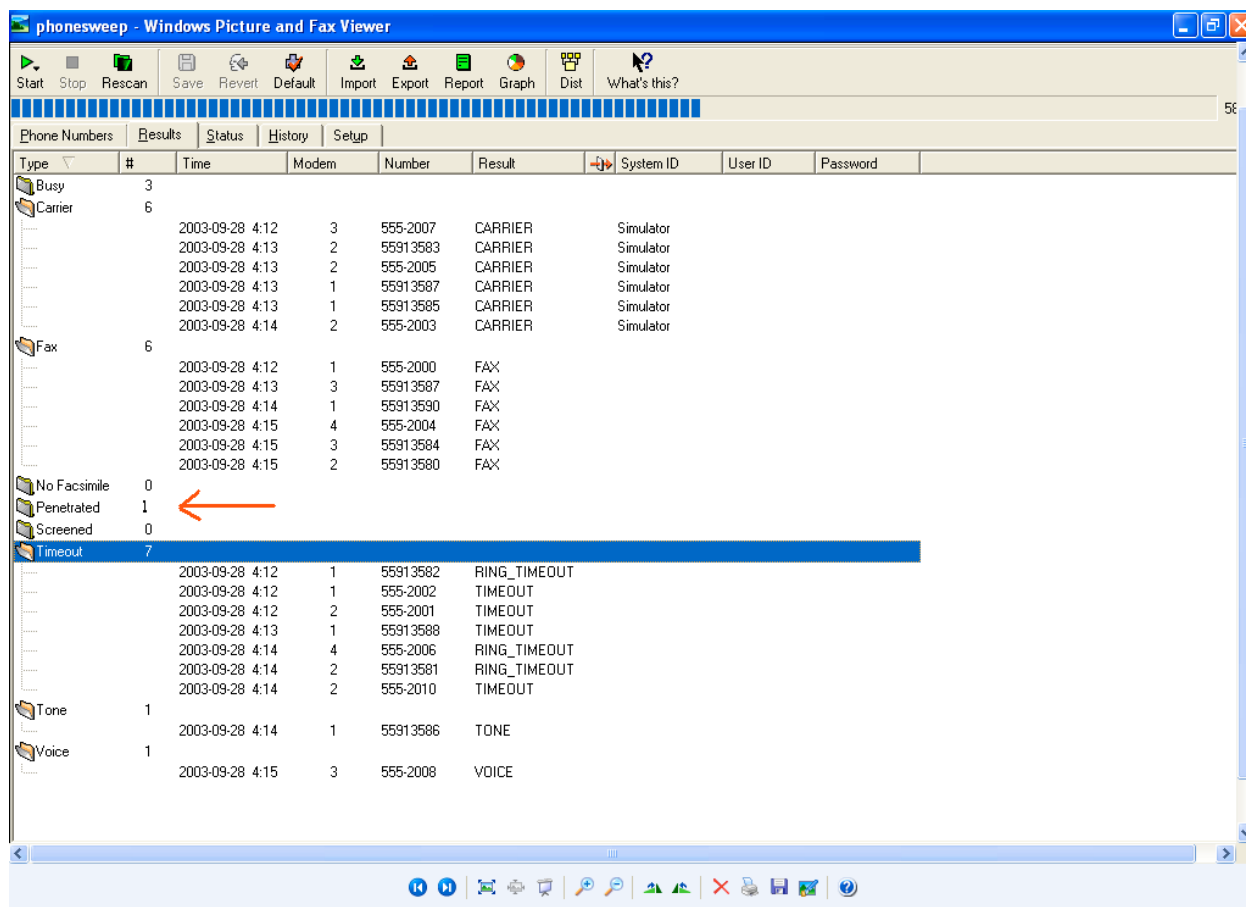 phonesweep - Windows Picture and Fax Viewer
Start Stop Rescan Save Revert Default Import Export Report Graph Dist What's this?
58
Phone Numbers Results Status History Setup
Type # Time Modem Number Result System ID User ID Password
Busy 3
Carrier 6
2003-09-28 4:12 3 555-2007 CARRIER Simulator
2003-09-28 4:13 2 55913583 CARRIER Simulator
2003-09-28 4:13 2 555-2005 CARRIER Simulator
2003-09-28 4:13 1 55913587 CARRIER Simulator
2003-09-28 4:13 1 55913585 CARRIER Simulator
2003-09-28 4:14 2 555-2003 CARRIER Simulator
Fax 6
2003-09-28 4:12 1 555-2000 FAX
2003-09-28 4:13 3 55913587 FAX
2003-09-28 4:14 1 55913590 FAX
2003-09-28 4:15 4 555-2004 FAX
2003-09-28 4:15 3 55913584 FAX
2003-09-28 4:15 2 55913580 FAX
No Facsimile 0
Penetrated 1
Screened 0
Timeout 7
2003-09-28 4:12 1 55913582 RING_TIMEOUT
2003-09-28 4:12 1 555-2002 TIMEOUT
2003-09-28 4:12 2 555-2001 TIMEOUT
2003-09-28 4:13 1 55913588 TIMEOUT
2003-09-28 4:14 4 555-2006 RING_TIMEOUT
2003-09-28 4:14 2 55913581 RING_TIMEOUT
2003-09-28 4:14 2 555-2010 TIMEOUT
Tone 1
2003-09-28 4:14 1 55913586 TONE
Voice 1
2003-09-28 4:15 3 555-2008 VOICE